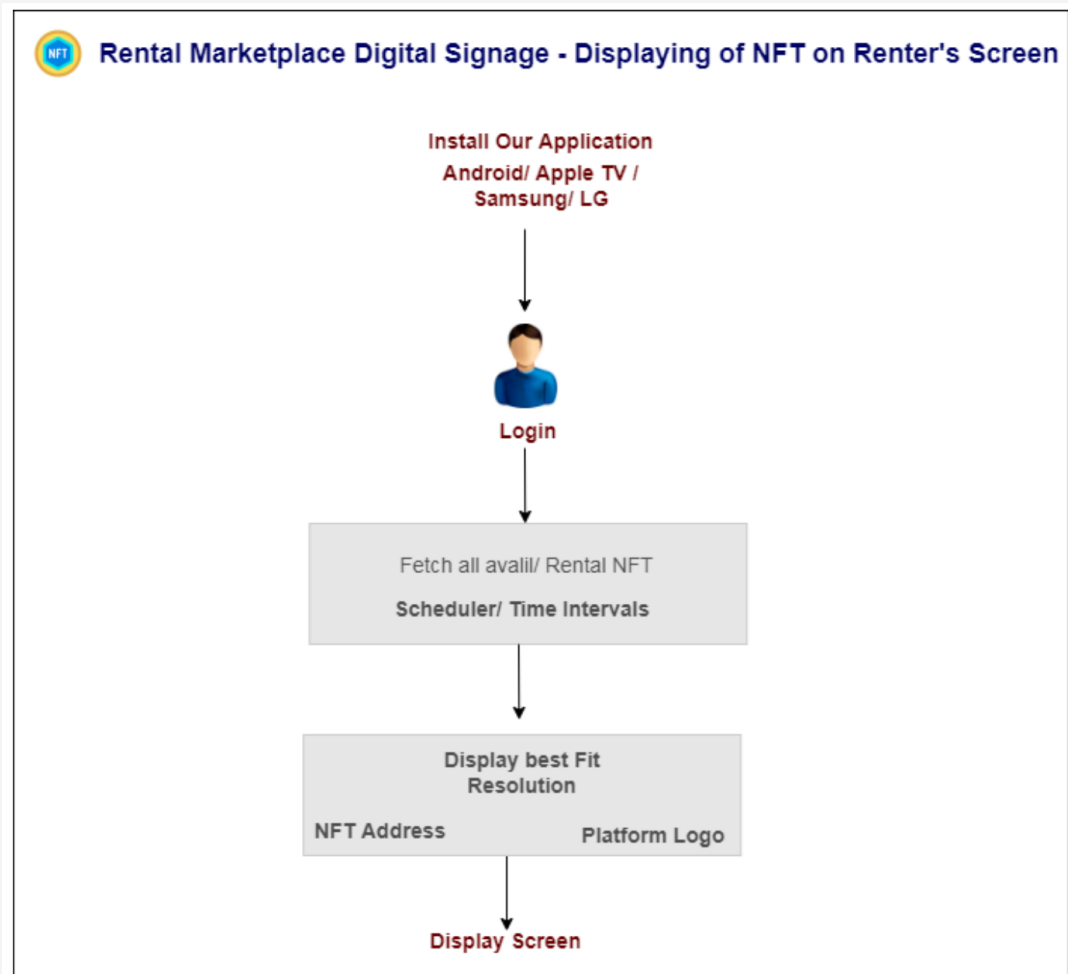 NFT
Rental Marketplace Digital Signage - Displaying of NFT on Renter's Screen
Install Our Application
Android/ Apple TV /
Samsung/ LG
Login
Fetch all avalil/ Rental NFT
Scheduler/ Time Intervals
Display best Fit
Resolution
NFT Address
Platform Logo
Display Screen